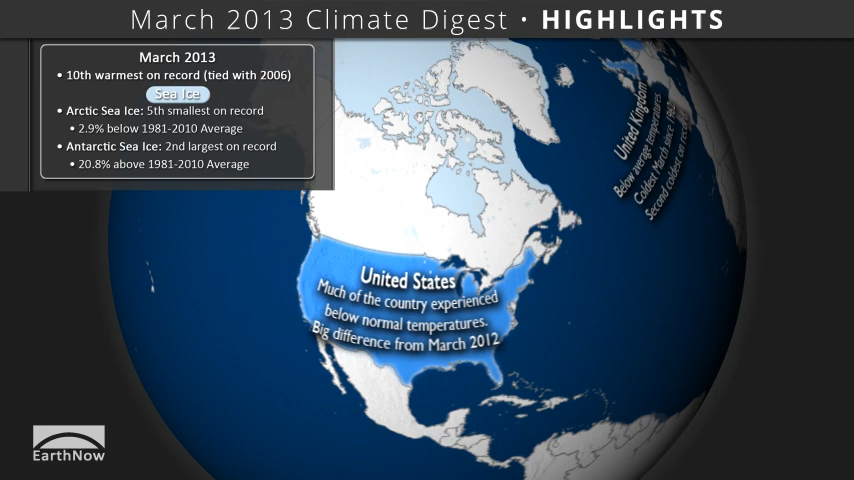 March 2013 Climate Digest • HIGHLIGHTS
March 2013
• 10th warmest on record (tied with 2006)
Sea Ice
• Arctic Sea Ice: 5th smallest on record
• 2.9% below 1981-2010 Average
• Antarctic Sea Ice: 2nd largest on record
• 20.8% above 1981-2010 Average
United Kingdom
Below average temperatures
Coldest March since
Second coldest on record
United States
Much of the country experienced
below normal temperatures.
Big difference from March 2012
EarthNow